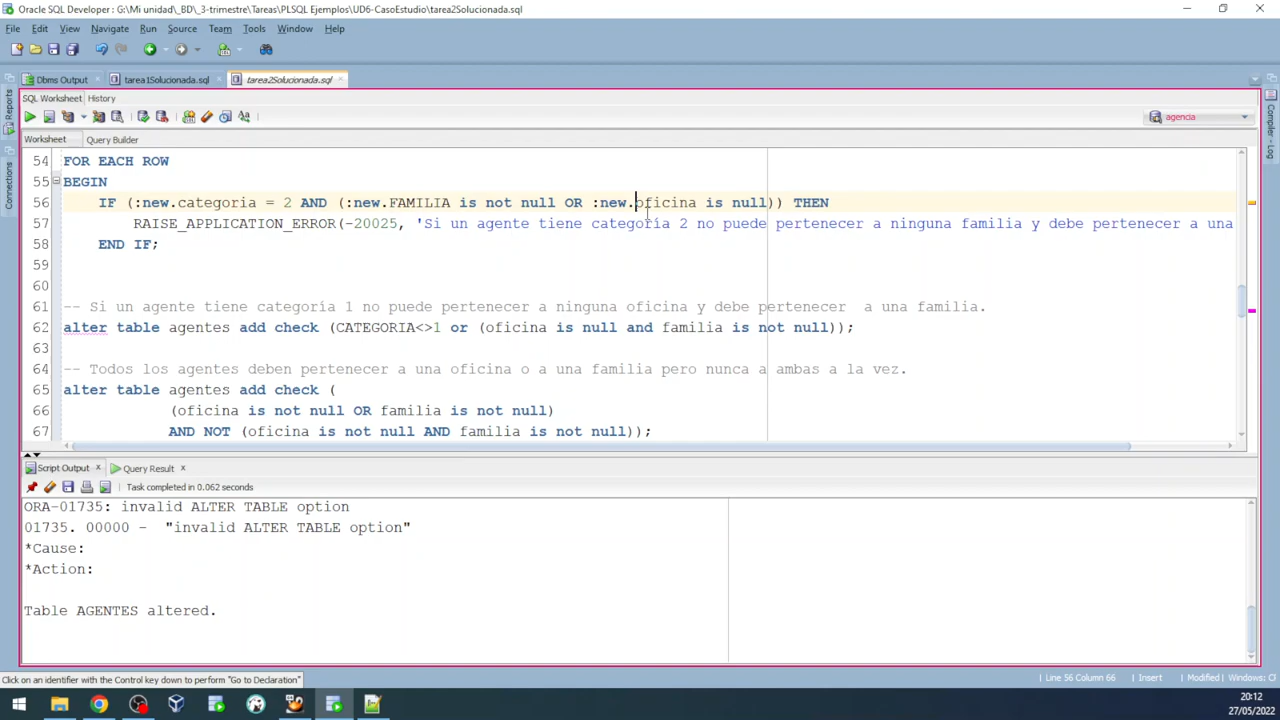 Oracle SQL Developer : G:\Mi unidad\_BD\_3-trimestre\Tareas\PLSQL Ejemplos\UD6-CasoEstudio\tarea2Solucionada.sql
File Edit View Navigate Run Source Team Tools Window Help
Dbms Output tarea1Solucionada.sql tarea2Solucionada.sql
SQL Worksheet History
agenda
Worksheet Query Builder
Reports
Connections
Compiler - Log
54 FOR EACH ROW
55 BEGIN
56 IF (:new.categoria = 2 AND (:new.FAMILIA is not null OR :new.oficina is null)) THEN
57 RAISE_APPLICATION_ERROR(-20025, 'Si un agente tiene categoría 2 no puede pertenecer a ninguna familia y debe pertenecer a una
58 END IF;
59
60
61 -- Si un agente tiene categoría 1 no puede pertenecer a ninguna oficina y debe pertenecer  a una familia.
62 alter table agentes add check (CATEGORIA<>1 or (oficina is null and familia is not null));
63
64 -- Todos los agentes deben pertenecer a una oficina o a una familia pero nunca a ambas a la vez.
65 alter table agentes add check (
66 (oficina is not null OR familia is not null)
67 AND NOT (oficina is not null AND familia is not null));
Script Output Query Result
Task completed in 0.062 seconds
ORA-01735: invalid ALTER TABLE option
01735. 00000 -  "invalid ALTER TABLE option"
*Cause:
*Action:
Table AGENTES altered.
Click on an identifier with the Control key down to perform "Go to Declaration"
Line 56 Column 66 Insert Modified Windows: CF
20:12
27/05/2022